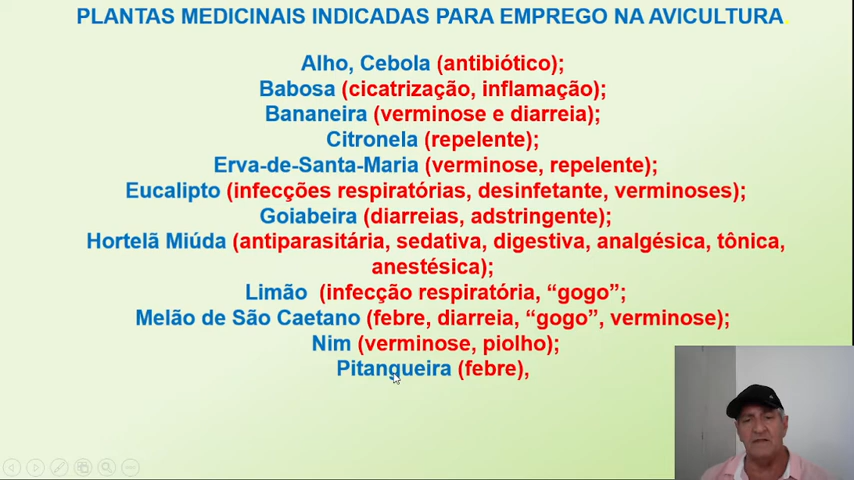 PLANTAS MEDICINAIS INDICADAS PARA EMPREGO NA AVICULTURA.
Alho, Cebola (antibiótico);
Babosa (cicatrização, inflamação);
Bananeira (verminose e diarreia);
Citronela (repelente);
Erva-de-Santa-Maria (verminose, repelente);
Eucalipto (infecções respiratórias, desinfetante, verminoses);
Goiabeira (diarreias, adstringente);
Hortelã Miúda (antiparasitária, sedativa, digestiva, analgésica, tônica,
anestésica);
Limão (infecção respiratória, “gogo”;
Melão de São Caetano (febre, diarreia, “gogo”, verminose);
Nim (verminose, piolho);
Pitanqueira (febre),